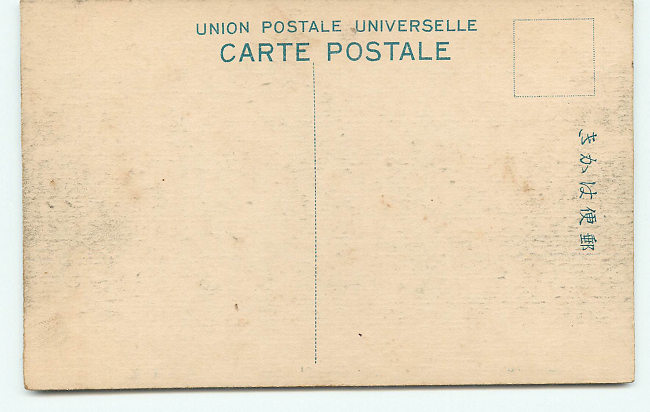 UNION POSTALE UNIVERSELLE
CARTE POSTALE
郵便はかき